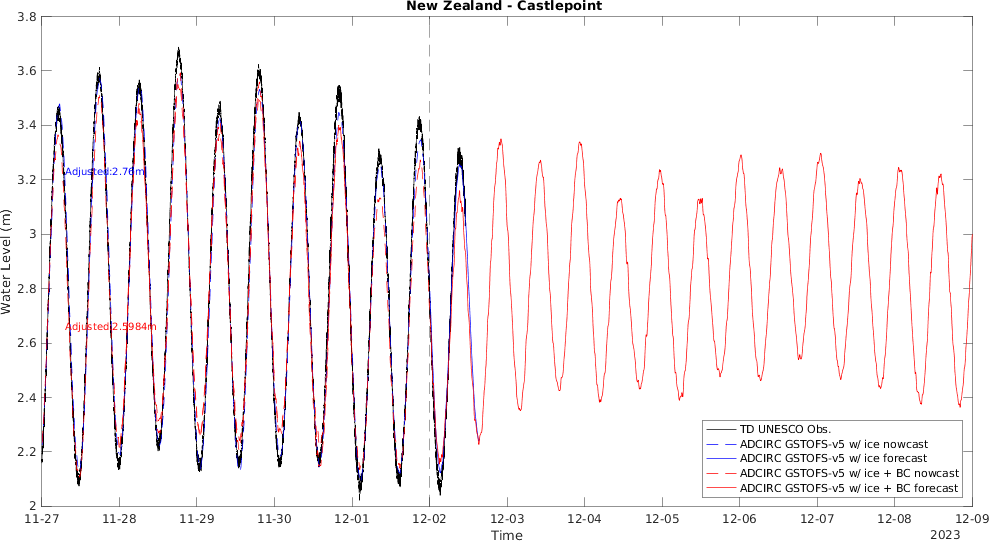 New Zealand - Castlepoint
3.8
3.6
3.4
3.2
3
2.8
2.6
2.4
2.2
2
Water Level (m)
Adjusted:2.76m
Adjusted:2.5984m
TD UNESCO Obs.
ADCIRC GSTOFS-v5 w/ ice nowcast
ADCIRC GSTOFS-v5 w/ ice forecast
ADCIRC GSTOFS-v5 w/ ice + BC nowcast
ADCIRC GSTOFS-v5 w/ ice + BC forecast
11-27 11-28 11-29 11-30 12-01 12-02 12-03 12-04 12-05 12-06 12-07 12-08 12-09
Time
2023